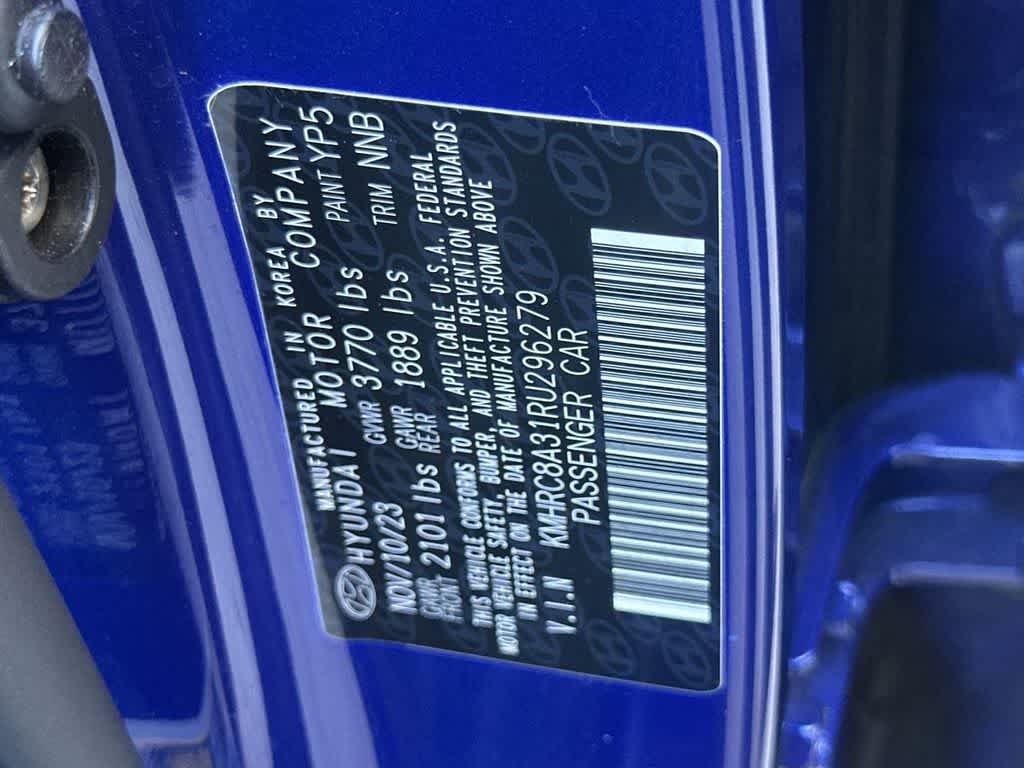 MANUFACTURED IN KOREA BY
HYUNDAI MOTOR COMPANY
NOV/10/23 GVWR 3770 lbs PAINT YP5
GAWR FRONT 2101 lbs GAWR REAR 1889 lbs TRIM NNB
THIS VEHICLE CONFORMS TO ALL APPLICABLE U.S.A. FEDERAL
MOTOR VEHICLE SAFETY, BUMPER, AND THEFT PREVENTION STANDARDS
IN EFFECT ON THE DATE OF MANUFACTURE SHOWN ABOVE
V.I.N KMHRC8A31RU296279
PASSENGER CAR